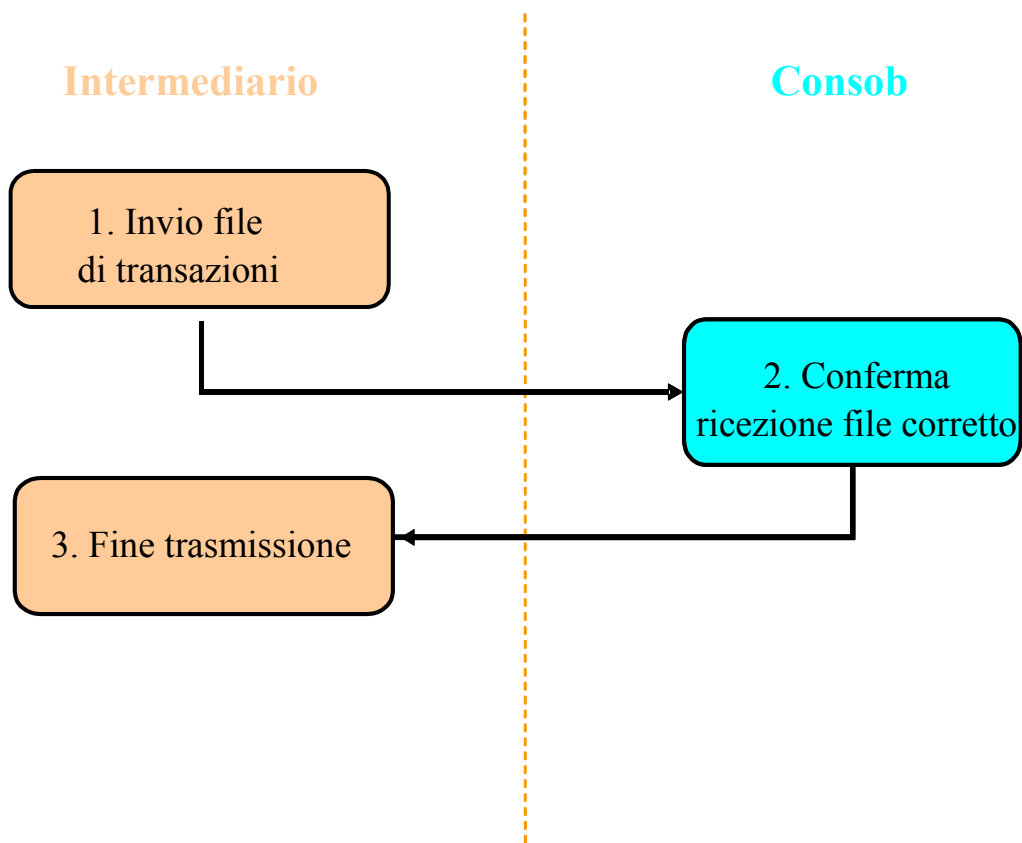 Intermediario
Consob
1. Invio file
di transazioni
2. Conferma
ricezione file corretto
3. Fine trasmissione